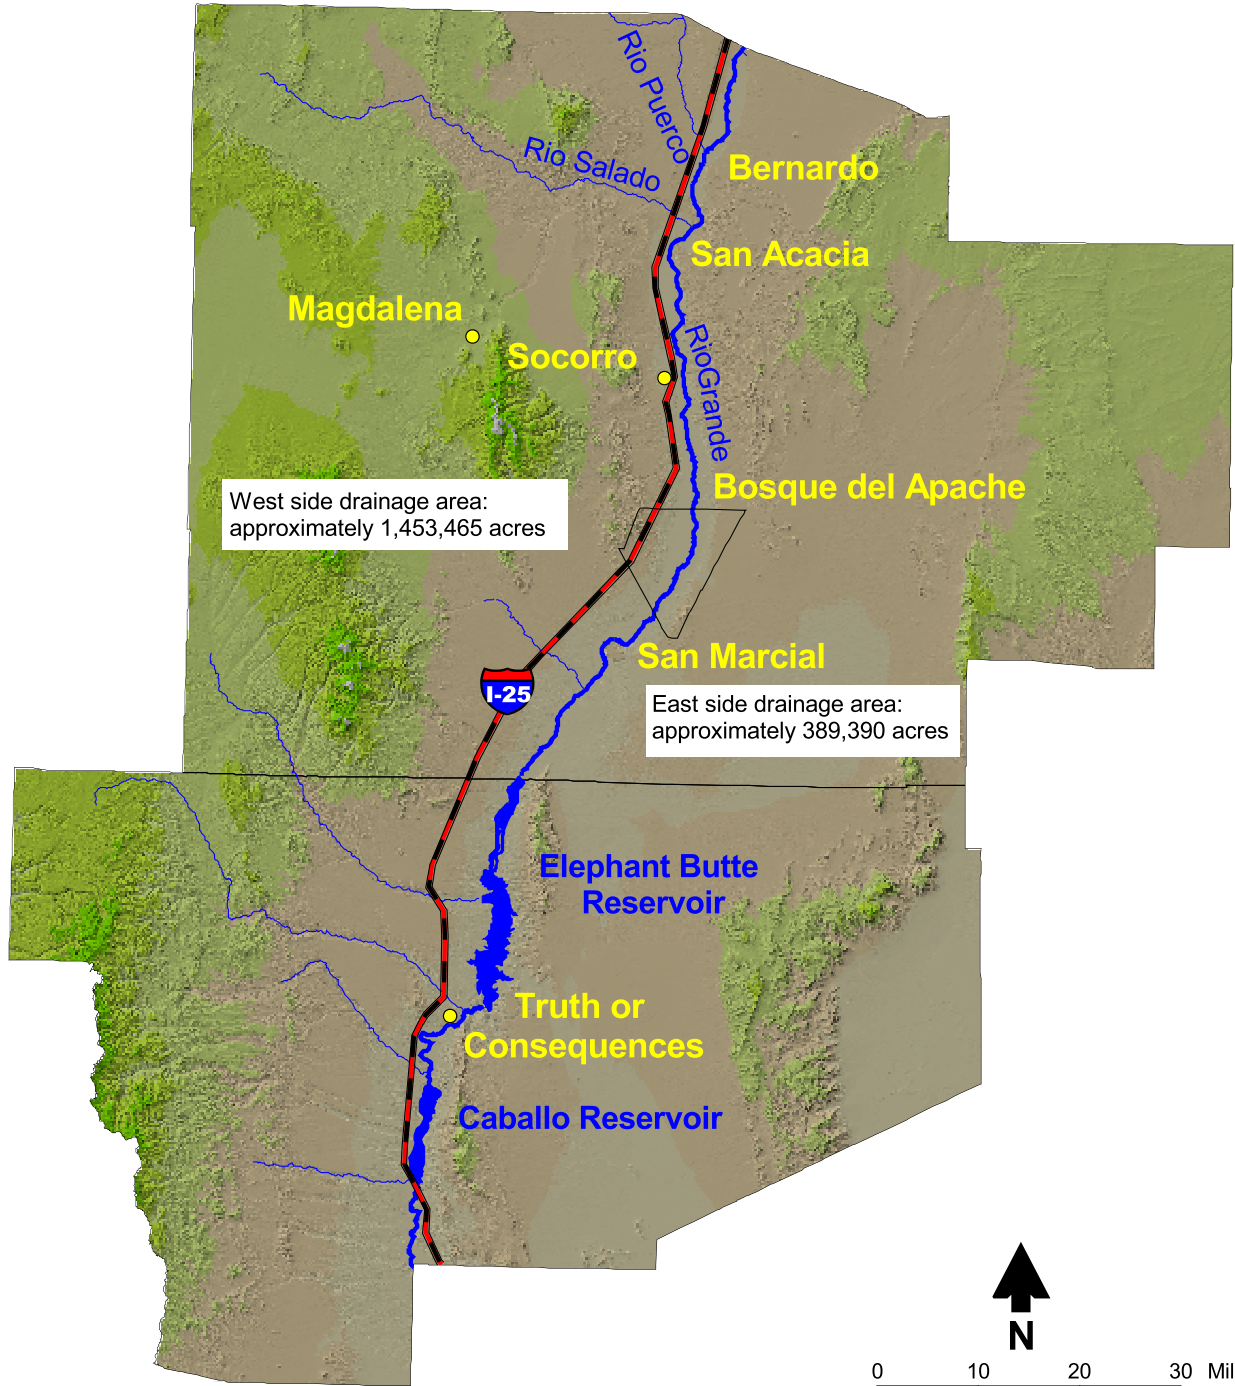 Rio Puerco
Rio Salado
Bernardo
San Acacia
Magdalena
Socorro
RioGrande
Bosque del Apache
West side drainage area:
approximately 1,453,465 acres
San Marcial
I-25
East side drainage area:
approximately 389,390 acres
Elephant Butte
Reservoir
Truth or
Consequences
Caballo Reservoir
N
0 10 20 30 Mil